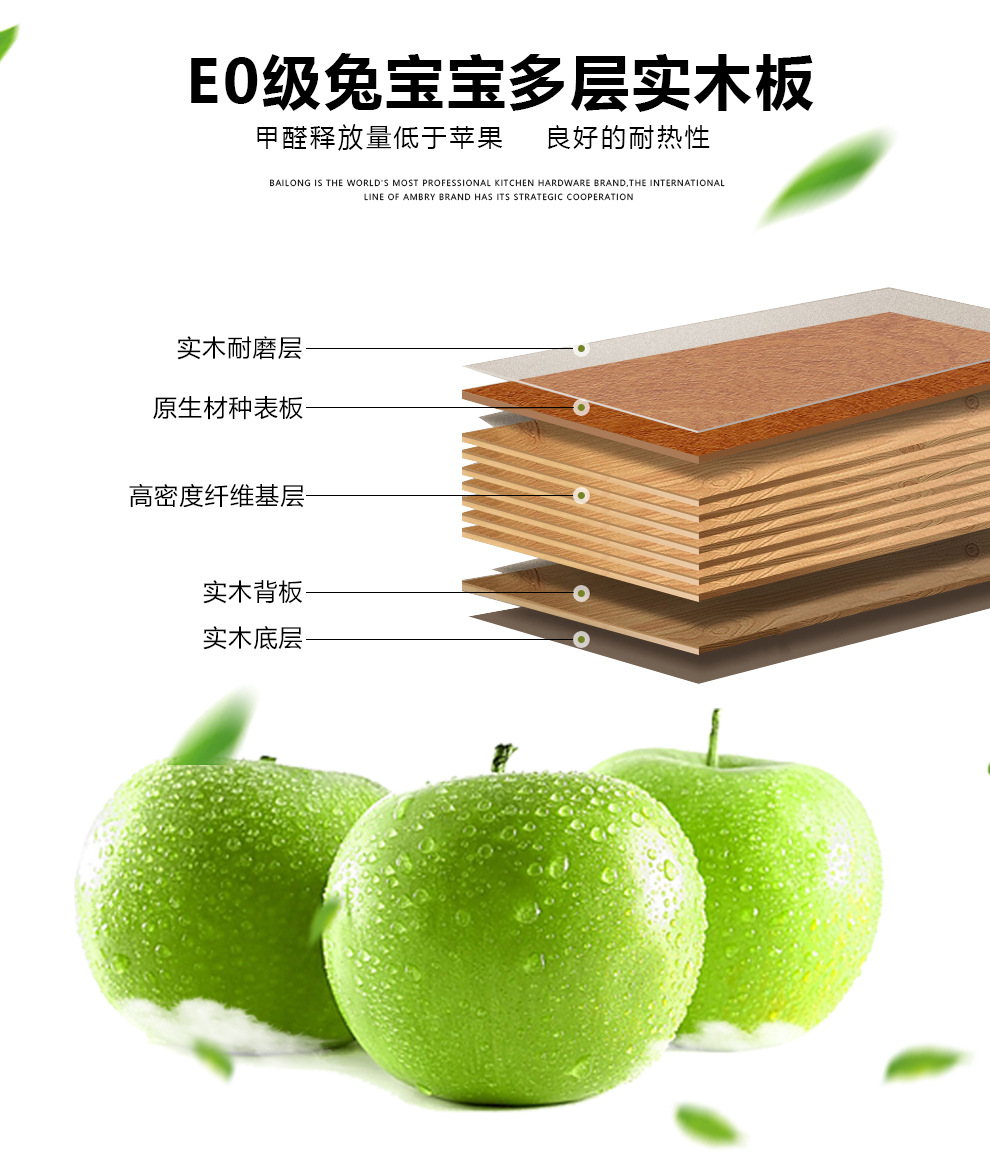 E0级兔宝宝多层实木板
甲醛释放量低于苹果 良好的耐热性
BAILONG IS THE WORLD'S MOST PROFESSIONAL KITCHEN HARDWARE BRAND,THE INTERNATIONAL
LINE OF AMBRY BRAND HAS ITS STRATEGIC COOPERATION
实木耐磨层
原生材种表板
高密度纤维基层
实木背板
实木底层